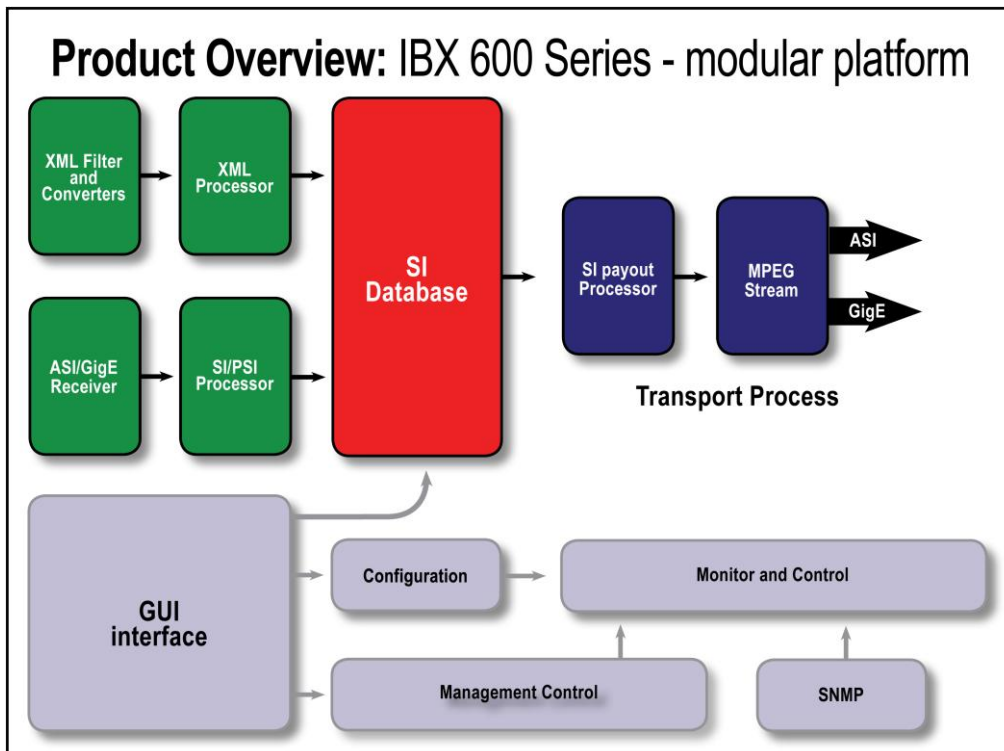 Product Overview: IBX 600 Series - modular platform
XML Filter
and
Converters
XML
Processor
SI
Database
SI payout
Processor
MPEG
Stream
ASI
GigE
ASI/GigE
Receiver
SI/PSI
Processor
Transport Process
GUI
interface
Configuration
Monitor and Control
Management Control
SNMP